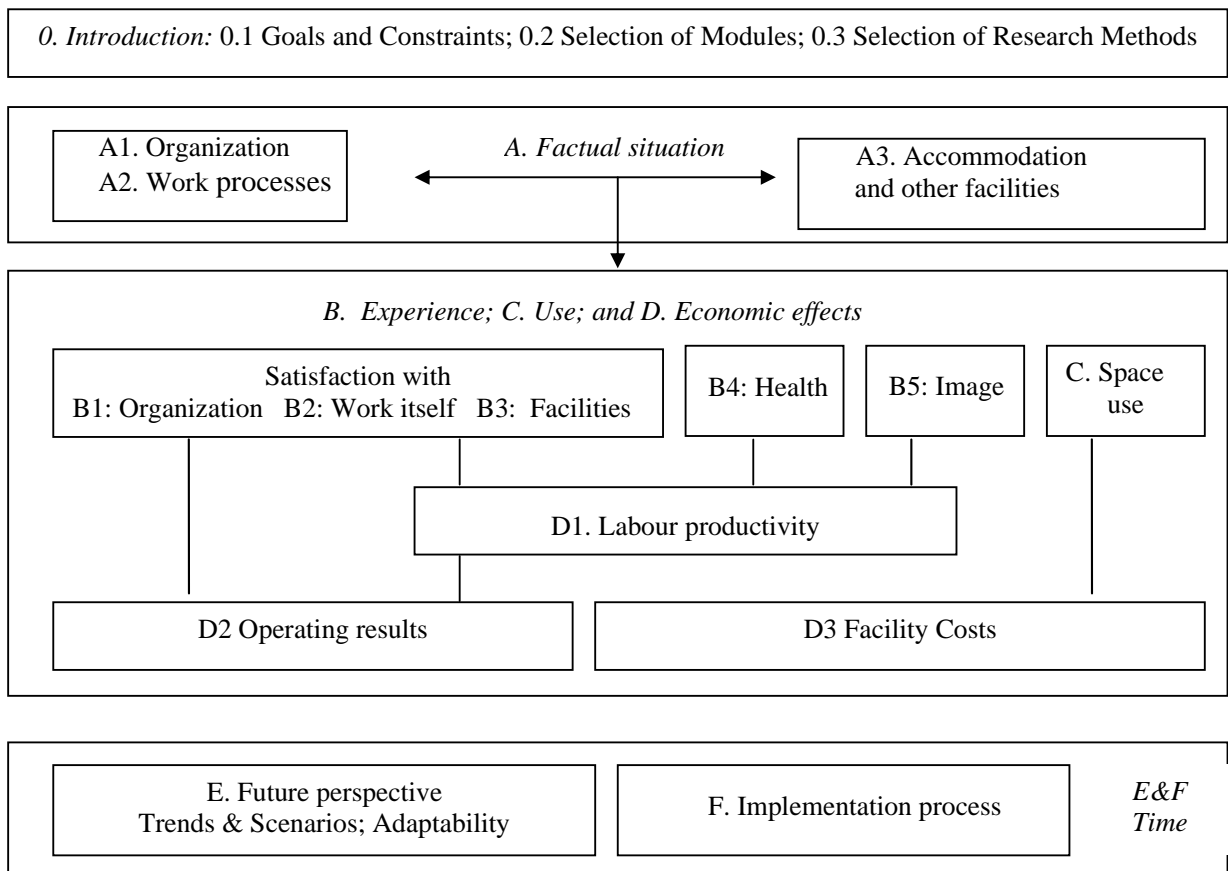 0. Introduction: 0.1 Goals and Constraints; 0.2 Selection of Modules; 0.3 Selection of Research Methods
A1. Organization
A2. Work processes
A. Factual situation
A3. Accommodation
and other facilities
B. Experience; C. Use; and D. Economic effects
Satisfaction with
B1: Organization B2: Work itself B3: Facilities
B4: Health
B5: Image
C. Space
use
D1. Labour productivity
D2 Operating results
D3 Facility Costs
E. Future perspective
Trends & Scenarios; Adaptability
F. Implementation process
E&F
Time